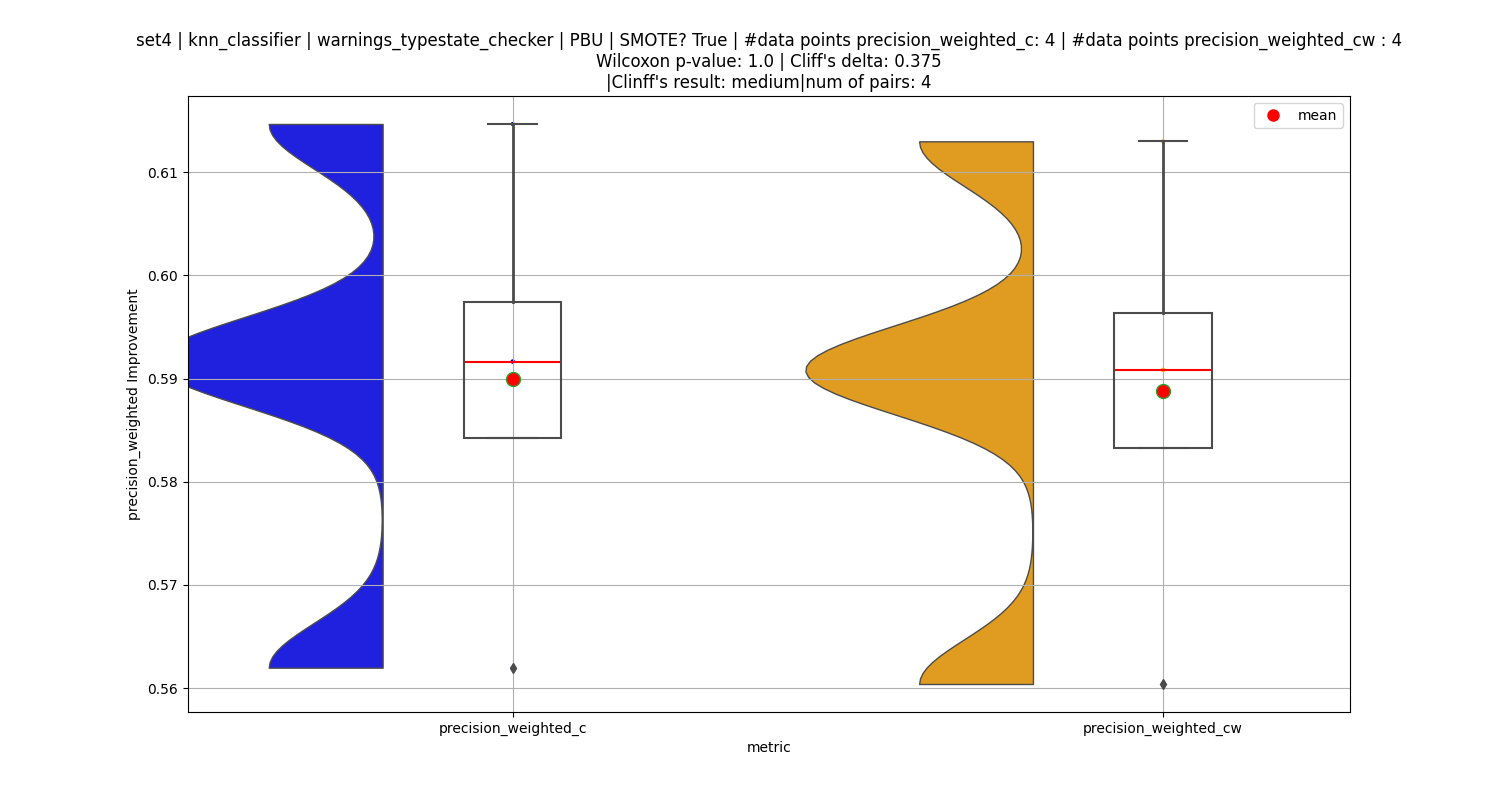 set4 | knn_classifier | warnings_typestate_checker | PBU | SMOTE? True | #data points precision_weighted_c: 4 | #data points precision_weighted_cw : 4
Wilcoxon p-value: 1.0 | Cliff's delta: 0.375
|Clinff's result: medium|num of pairs: 4
mean
precision_weighted Improvement
0.61
0.60
0.59
0.58
0.57
0.56
precision_weighted_c
precision_weighted_cw
metric